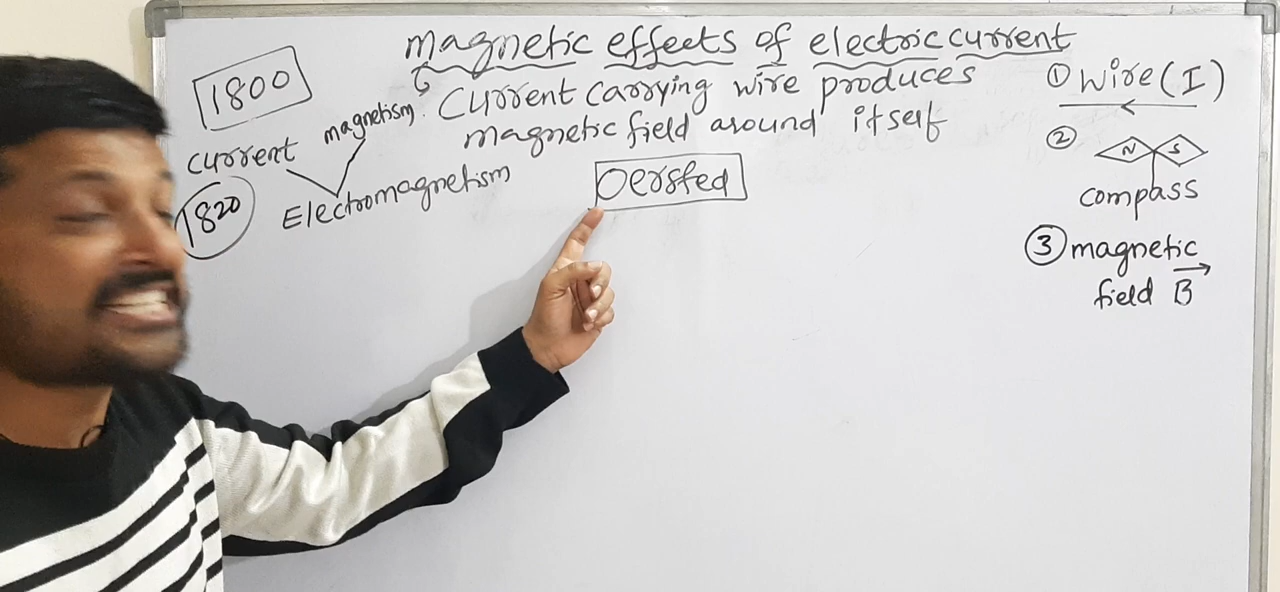 magnetic effects of electric current
1800
Current carrying wire produces
magnetic field around itself
current magnetism.
Electromagnetism
1820
Oersted
① Wire (I)
②
N S
compass
③ magnetic
field B